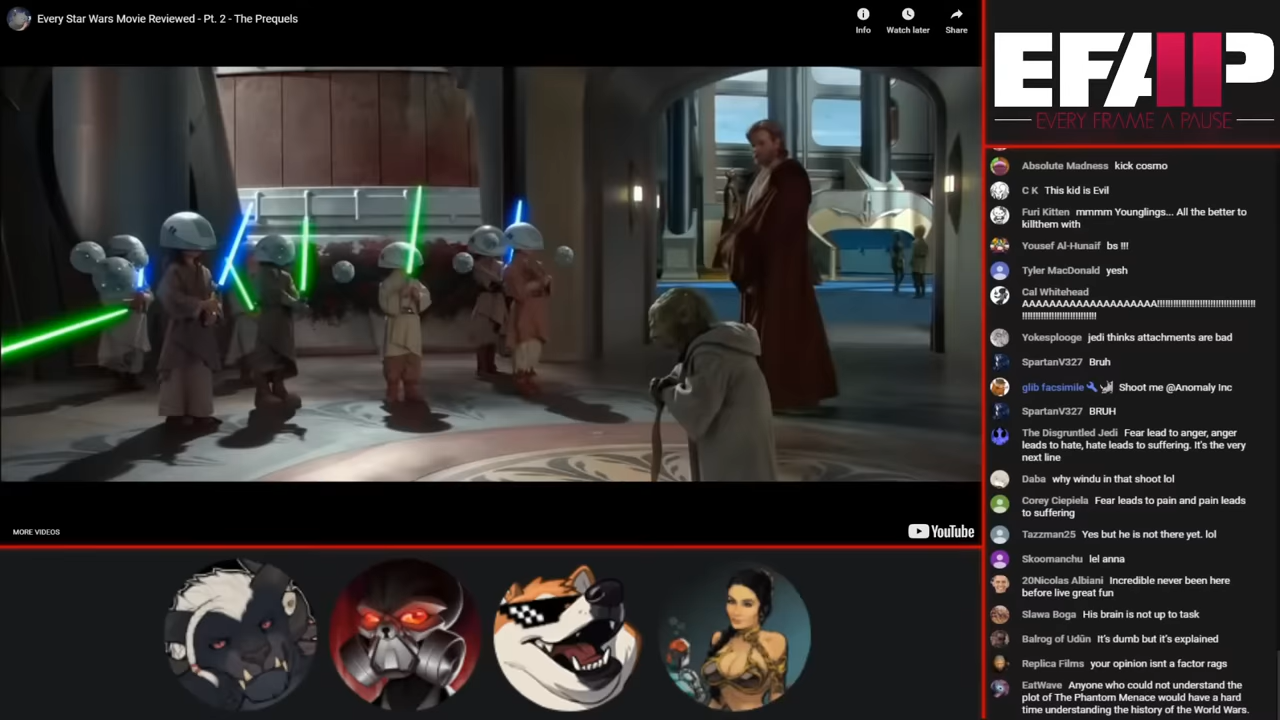 Every Star Wars Movie Reviewed - Pt. 2 - The Prequels
Info
Watch later
Share
EFAP
EVERY FRAME A PAUSE
Absolute Madness kick cosmo
C K This kid is Evil
Furi Kitten mmmm Younglings... All the better to
killthem with
Yousef Al-Hunaif bs !!!
Tyler MacDonald yesh
Cal Whitehead
AAAAAAAAAAAAAAAAAAAA!!!!!!!!!!!!!!!!!!!!!!!!!!!!!!!!!!!!!!
!!!!!!!!!!!!!!!!!!!!!!!!!!!!
Yokesplooge jedi thinks attachments are bad
SpartanV327 Bruh
glib facsimile Shoot me @Anomaly Inc
SpartanV327 BRUH
The Disgruntled Jedi Fear lead to anger, anger
leads to hate, hate leads to suffering. It's the very
next line
Daba why windu in that shoot lol
Corey Ciepiela Fear leads to pain and pain leads
to suffering
Tazzman25 Yes but he is not there yet. lol
Skoomanchu lel anna
20Nicolas Albiani Incredible never been here
before live great fun
Slawa Boga His brain is not up to task
Balrog of Udün It's dumb but it's explained
Replica Films your opinion isnt a factor rags
EatWave Anyone who could not understand the
plot of The Phantom Menace would have a hard
time understanding the history of the World Wars.
MORE VIDEOS
YouTube